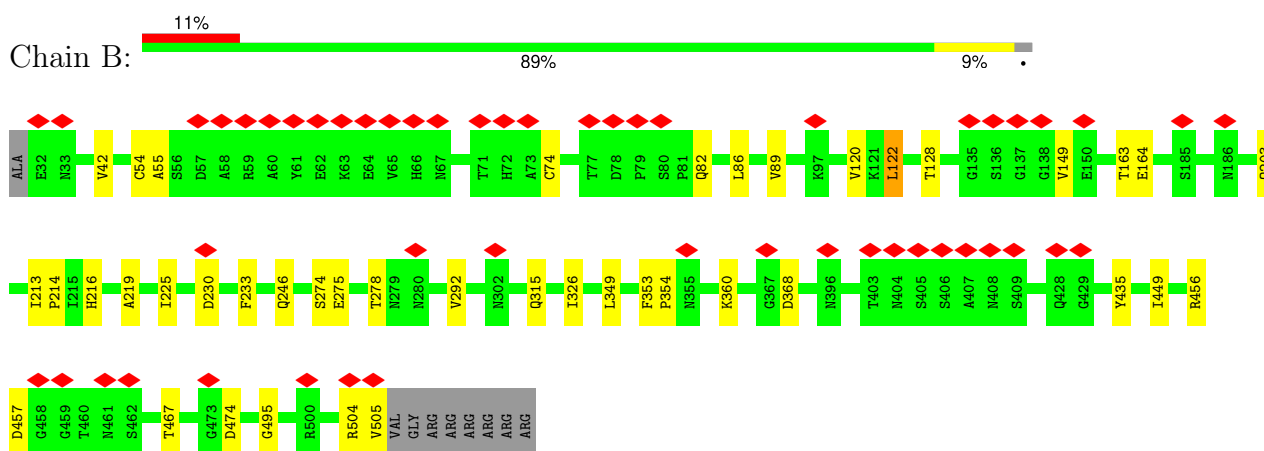 11%
Chain B:
89% 9% •
ALA E32 N33 V42 C54 A55 S56 D57 A58 R59 A60 Y61 E62 K63 E64 V65 H66 N67 T71 H72 A73 C74 T77 D78 P79 S80 P81 Q82 L86 V89 K97 V120 K121 L122 T128 G135 S136 G137 G138 V149 E150 T163 E164 S185 N186
I213 P214 I215 H216 A219 I225 D230 F233 Q246 S274 E275 T278 N279 N280 V292 N302 Q315 I326 L349 F353 P354 N355 K360 G367 D368 N396 T403 N404 S405 S406 A407 N408 S409 Q428 G429 Y435 I449 R456
D457 G458 G459 T460 N461 S462 T467 G473 D474 G495 R500 R504 V505 VAL GLY ARG ARG ARG ARG ARG ARG